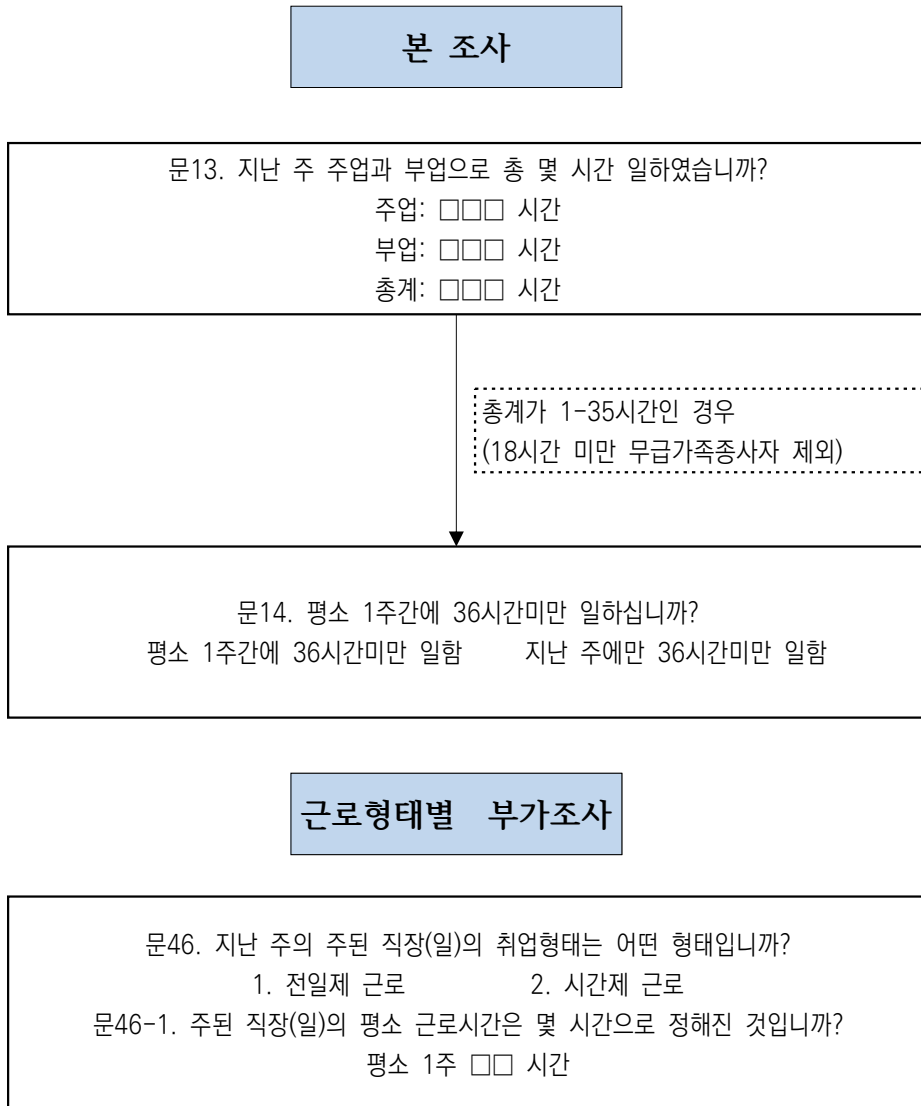 본 조사
문13. 지난 주 주업과 부업으로 총 몇 시간 일하였습니까?
주업: □□□ 시간
부업: □□□ 시간
총계: □□□ 시간
총계가 1-35시간인 경우
(18시간 미만 무급가족종사자 제외)
문14. 평소 1주간에 36시간미만 일하십니까?
평소 1주간에 36시간미만 일함 지난 주에만 36시간미만 일함
근로형태별 부가조사
문46. 지난 주의 주된 직장(일)의 취업형태는 어떤 형태입니까?
1. 전일제 근로 2. 시간제 근로
문46-1. 주된 직장(일)의 평소 근로시간은 몇 시간으로 정해진 것입니까?
평소 1주 □□ 시간